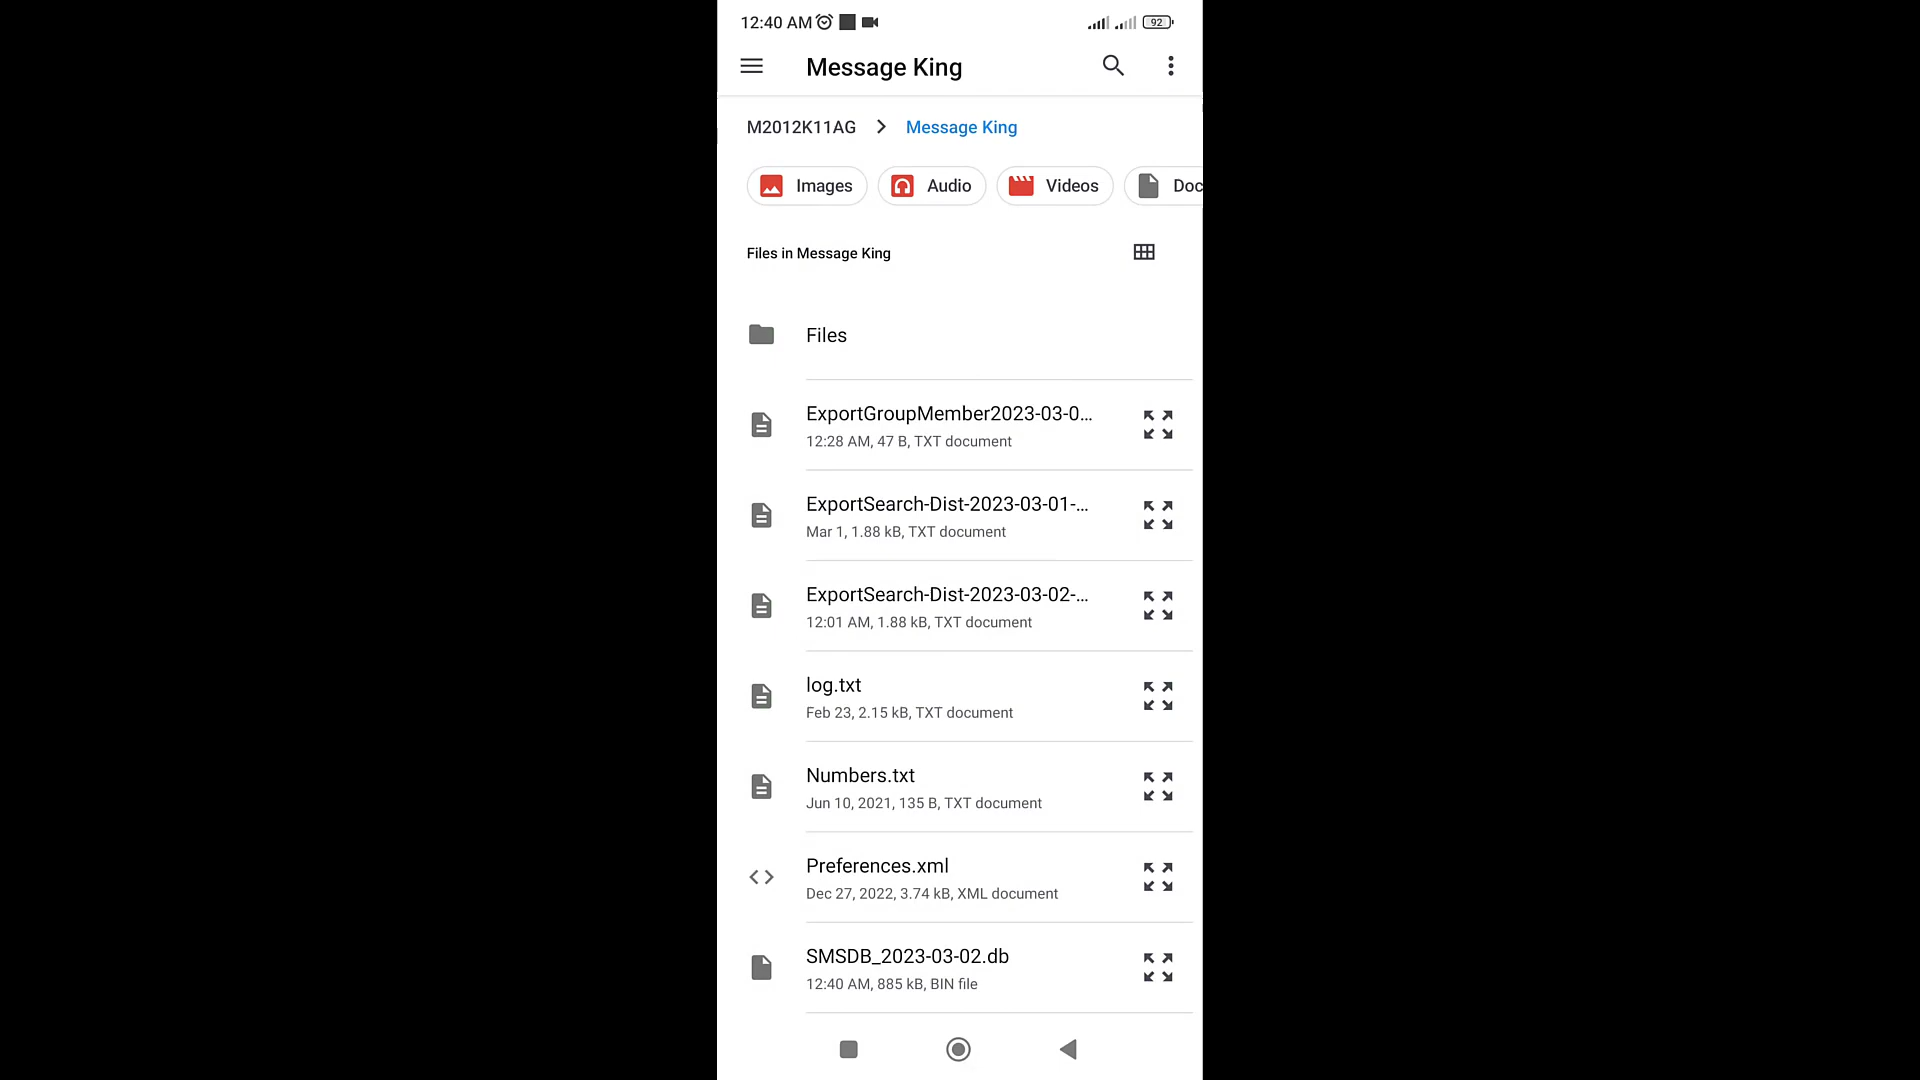 12:40 AM
92
Message King
M2012K11AG
Message King
Images
Audio
Videos
Doc
Files in Message King
Files
ExportGroupMember2023-03-0...
12:28 AM, 47 B, TXT document
ExportSearch-Dist-2023-03-01-...
Mar 1, 1.88 kB, TXT document
ExportSearch-Dist-2023-03-02-...
12:01 AM, 1.88 kB, TXT document
log.txt
Feb 23, 2.15 kB, TXT document
Numbers.txt
Jun 10, 2021, 135 B, TXT document
Preferences.xml
Dec 27, 2022, 3.74 kB, XML document
SMSDB_2023-03-02.db
12:40 AM, 885 kB, BIN file